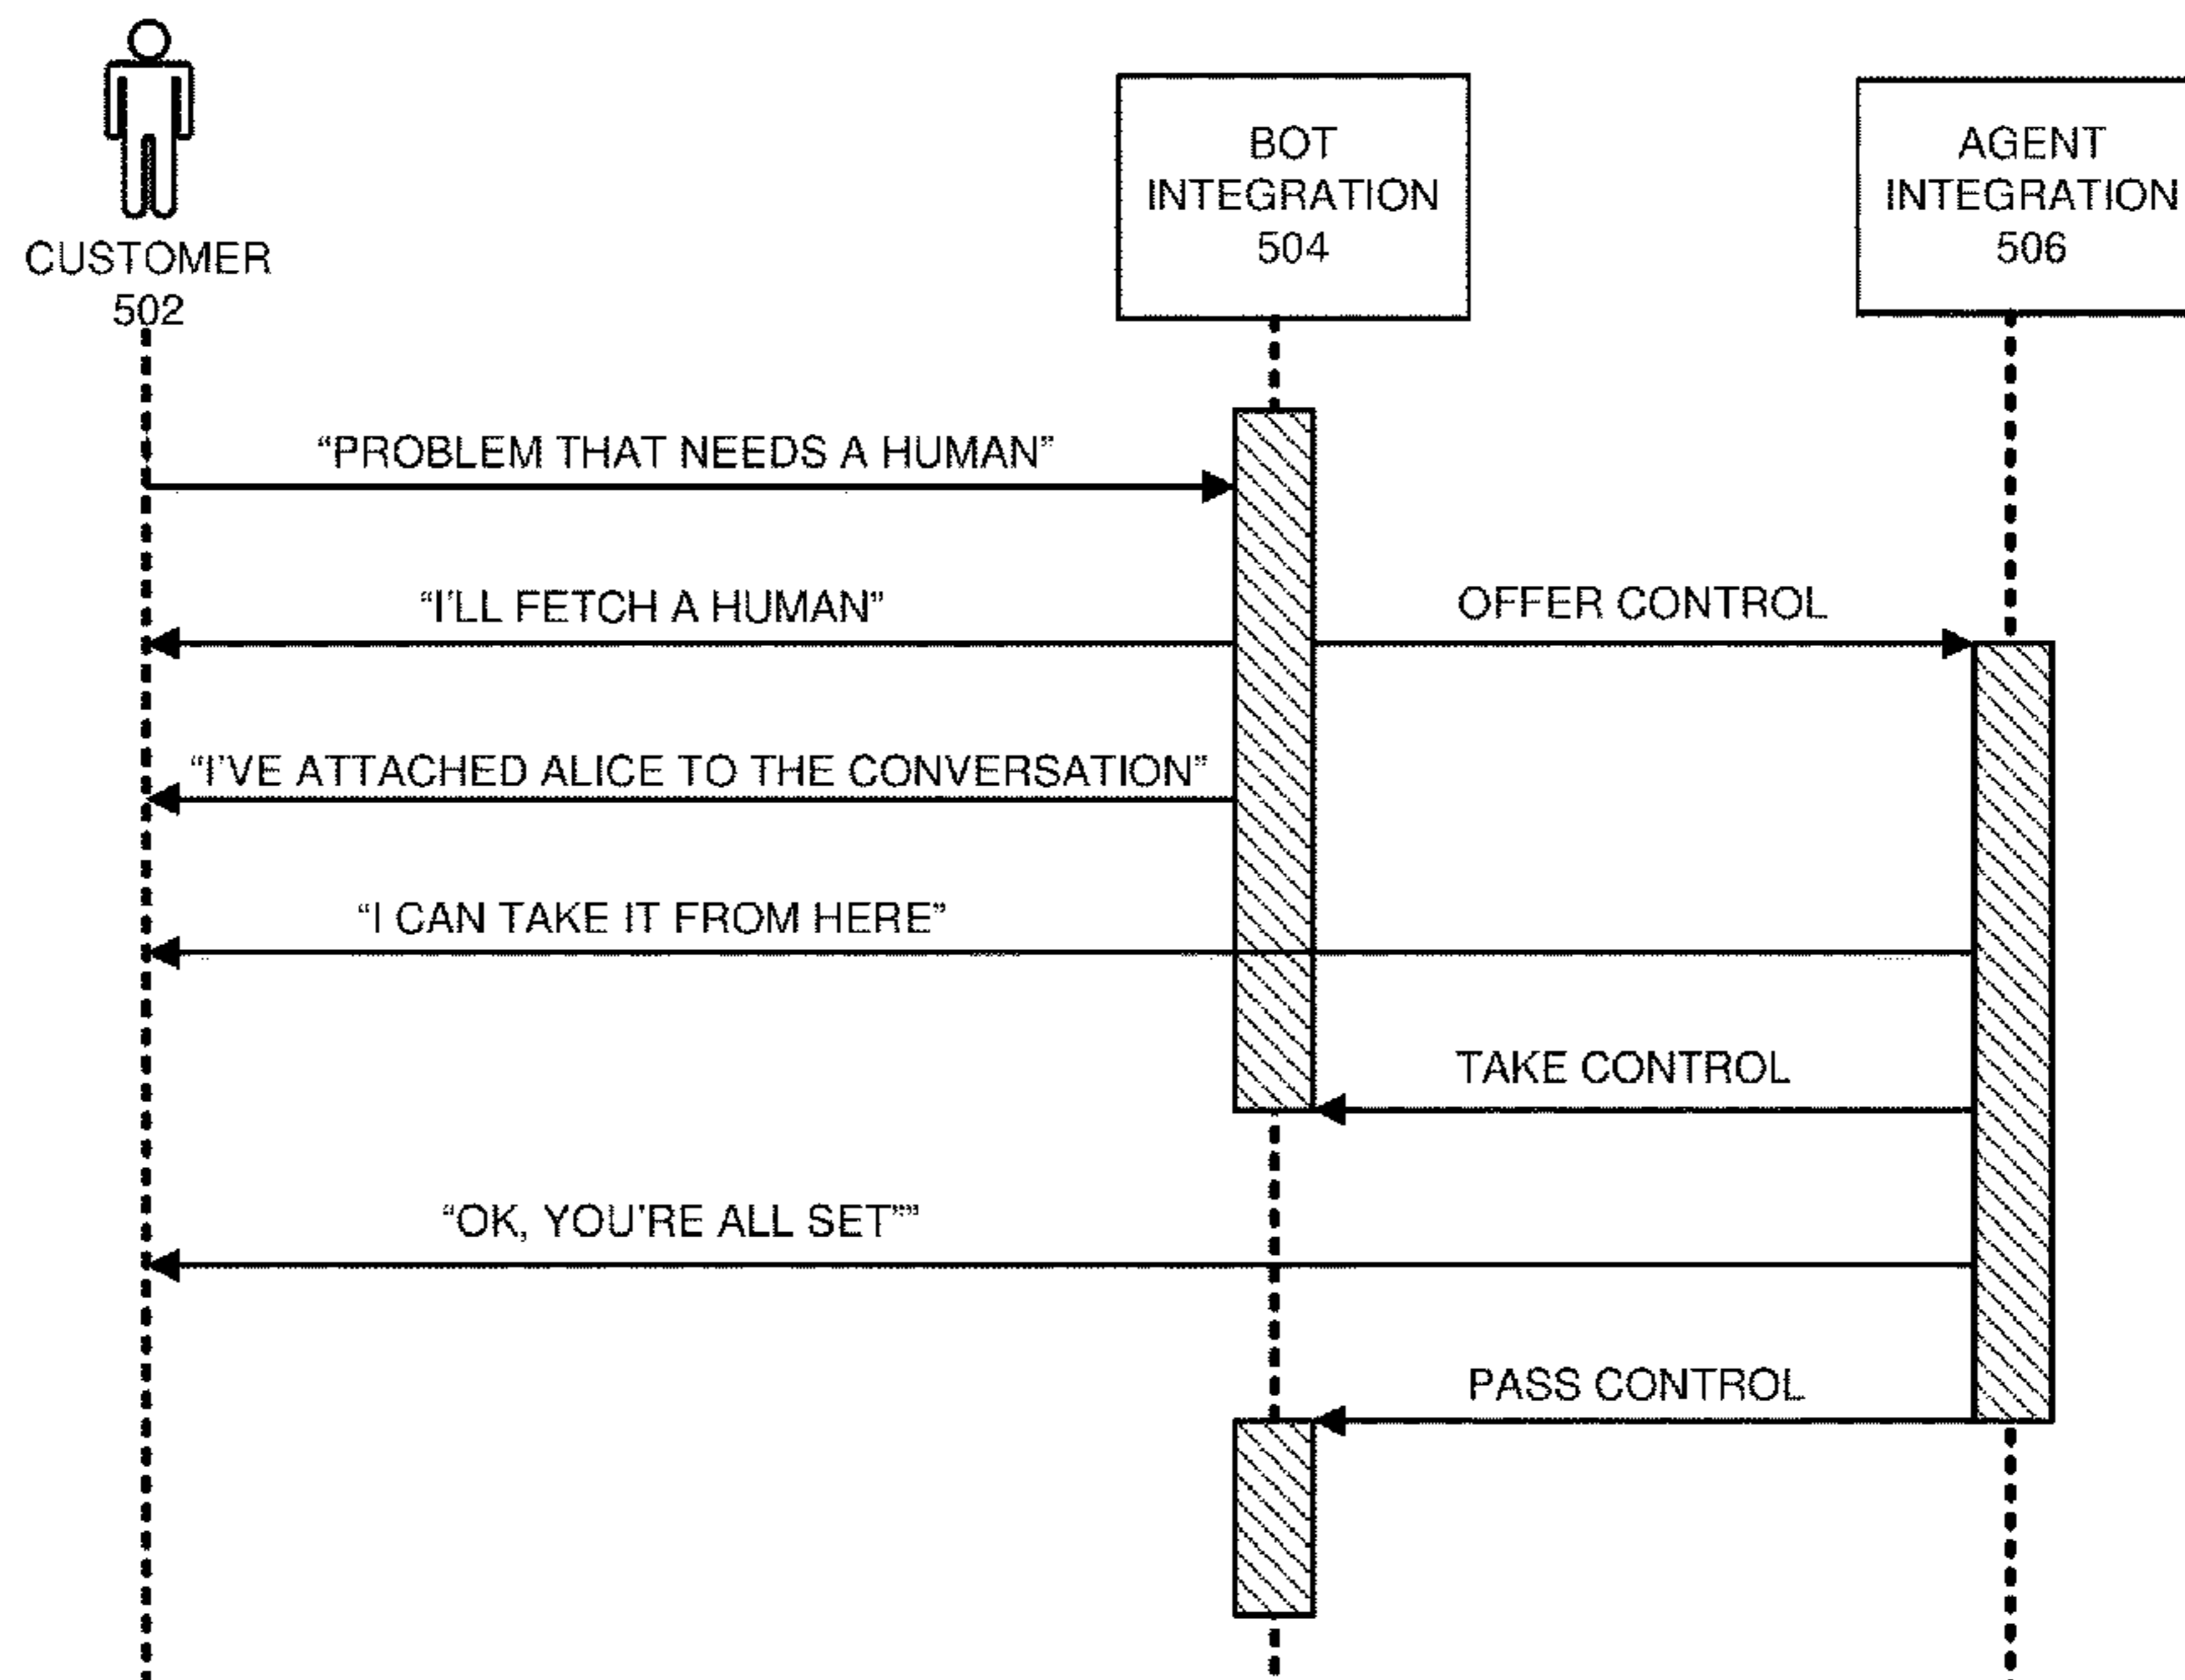 CUSTOMER
502
BOT
INTEGRATION
504
AGENT
INTEGRATION
506
“PROBLEM THAT NEEDS A HUMAN”
“I’LL FETCH A HUMAN”
OFFER CONTROL
“I’VE ATTACHED ALICE TO THE CONVERSATION”
“I CAN TAKE IT FROM HERE”
TAKE CONTROL
“OK, YOU'RE ALL SET””
PASS CONTROL